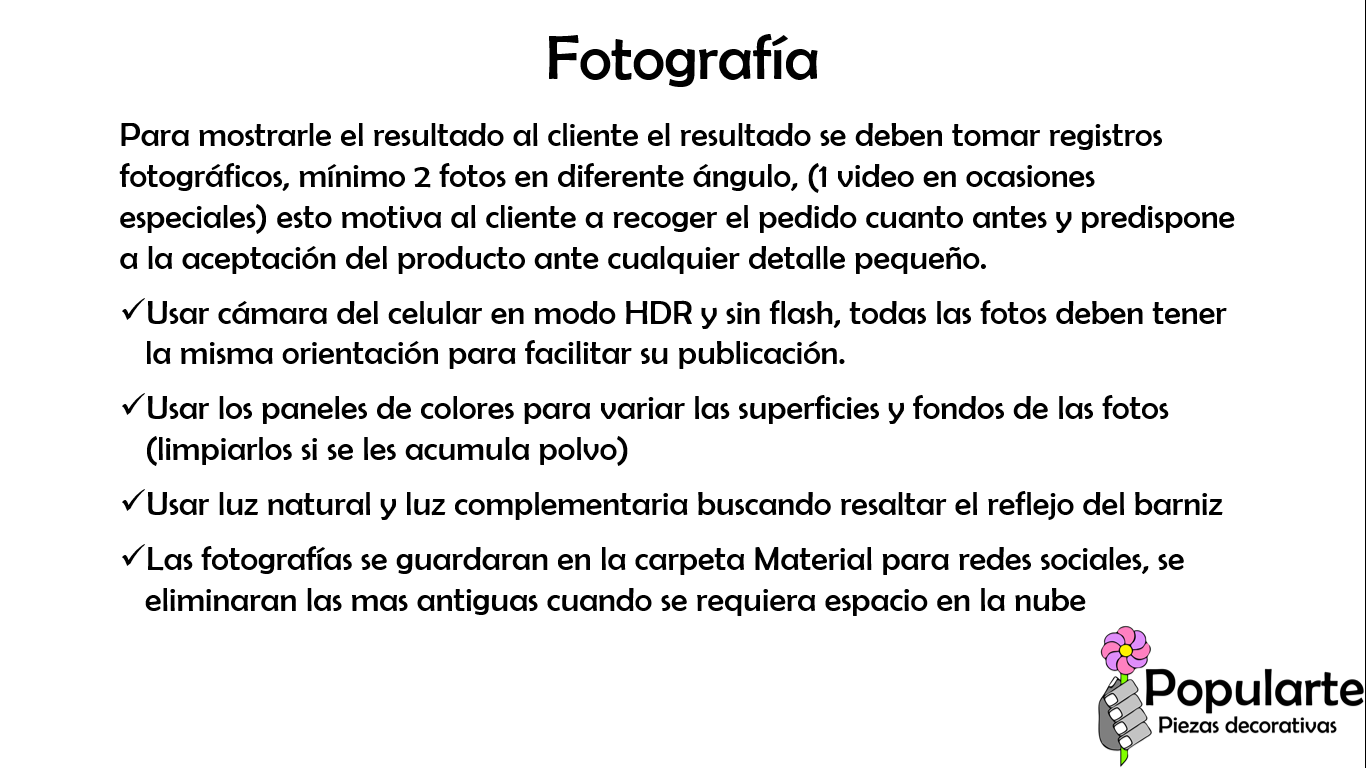 Fotografía
Para mostrarle el resultado al cliente el resultado se deben tomar registros
fotográficos, mínimo 2 fotos en diferente ángulo, (1 video en ocasiones
especiales) esto motiva al cliente a recoger el pedido cuanto antes y predispone
a la aceptación del producto ante cualquier detalle pequeño.
✓Usar cámara del celular en modo HDR y sin flash, todas las fotos deben tener
la misma orientación para facilitar su publicación.
✓Usar los paneles de colores para variar las superficies y fondos de las fotos
(limpiarlos si se les acumula polvo)
✓Usar luz natural y luz complementaria buscando resaltar el reflejo del barniz
✓Las fotografías se guardaran en la carpeta Material para redes sociales, se
eliminaran las mas antiguas cuando se requiera espacio en la nube
Popularte
Piezas decorativas